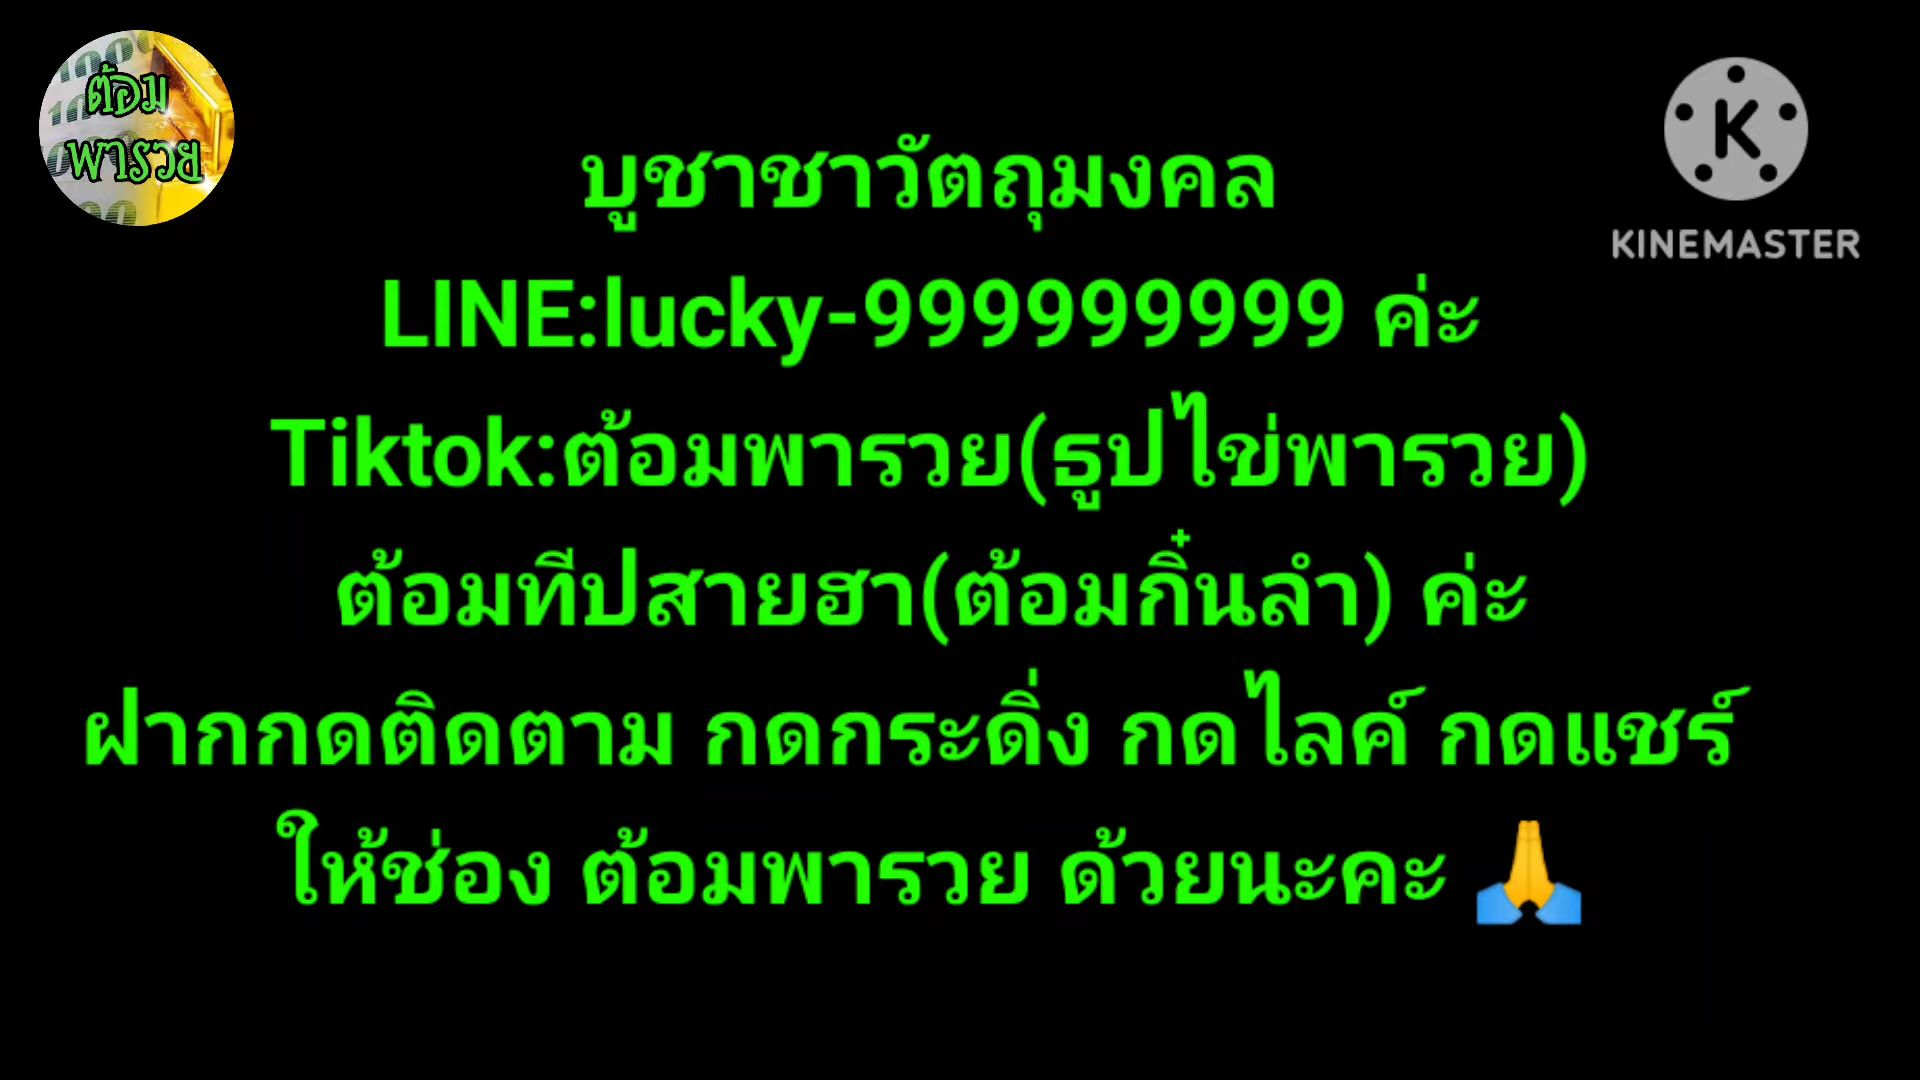 ต้อม
พารวย
KINEMASTER
บูชาชาวัตถุมงคล
LINE:lucky-999999999 ค่ะ
Tiktok:ต้อมพารวย(ธูปไข่พารวย)
ต้อมทีปสายฮา(ต้อมกิ๋นลำ) ค่ะ
ฝากกดติดตาม กดกระดิ่ง กดไลค์ กดแชร์
ให้ช่อง ต้อมพารวย ด้วยนะคะ 🙏